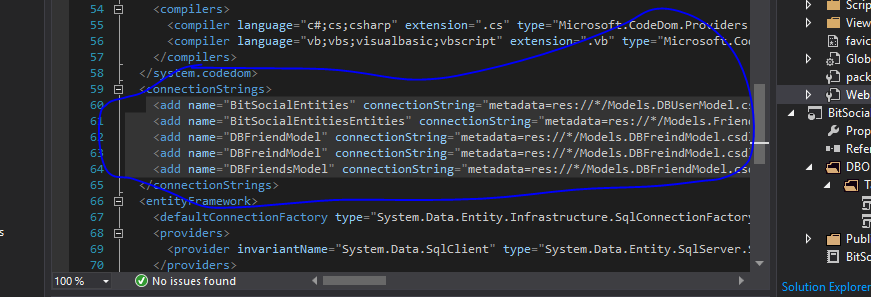 54 <compilers>
55 <compiler language="c#;cs;csharp" extension=".cs" type="Microsoft.CodeDom.Providers
56 <compiler language="vb;vbs;visualbasic;vbscript" extension=".vb" type="Microsoft.Co
57 </compilers>
58 </system.codedom>
59 <connectionStrings>
60 <add name="BitSocialEntities" connectionString="metadata=res://*/Models.DBUserModel.cs
61 <add name="BitSocialEntitiesEntities" connectionString="metadata=res://*/Models.Frien
62 <add name="DBFriendModel" connectionString="metadata=res://*/Models.DBFreindModel.csdl
63 <add name="DBFreindModel" connectionString="metadata=res://*/Models.DBFreindModel.csdl
64 <add name="DBFriendsModel" connectionString="metadata=res://*/Models.DBFreindModel.csd
65 </connectionStrings>
66 <entityFramework>
67 <defaultConnectionFactory type="System.Data.Entity.Infrastructure.SqlConnectionFactory
68 <providers>
69 <provider invariantName="System.Data.SqlClient" type="System.Data.Entity.SqlServer.S
70 </providers>
100 %
No issues found
s
Scrip
View
favic
Glob
pack
Web
BitSocia
Prop
Refer
DBO
T
Publ
BitSo
Solution Explorer